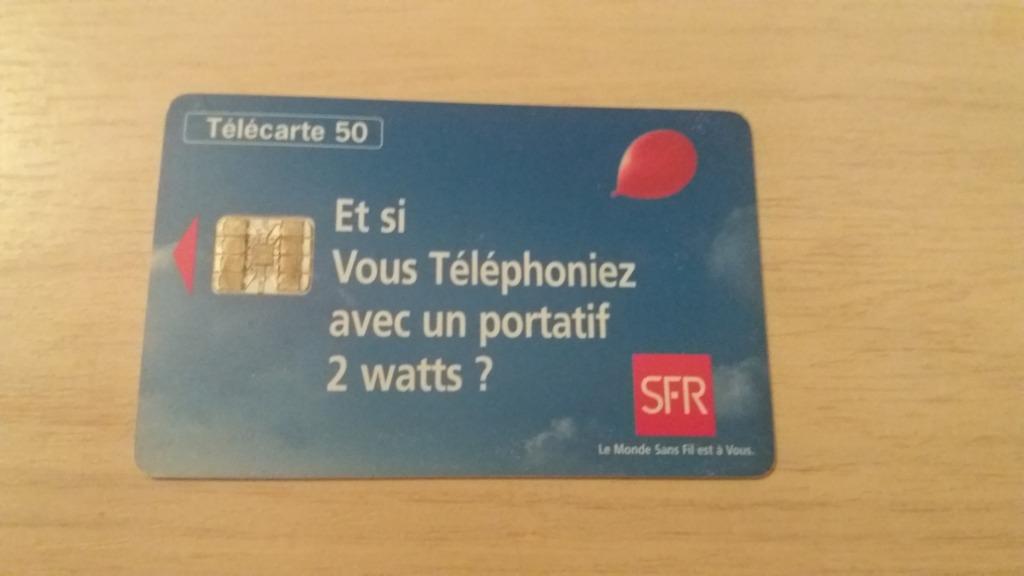 Télécarte 50
Et si
Vous Téléphoniez
avec un portatif
2 watts ?
SFR
Le Monde Sans Fil est à Vous.